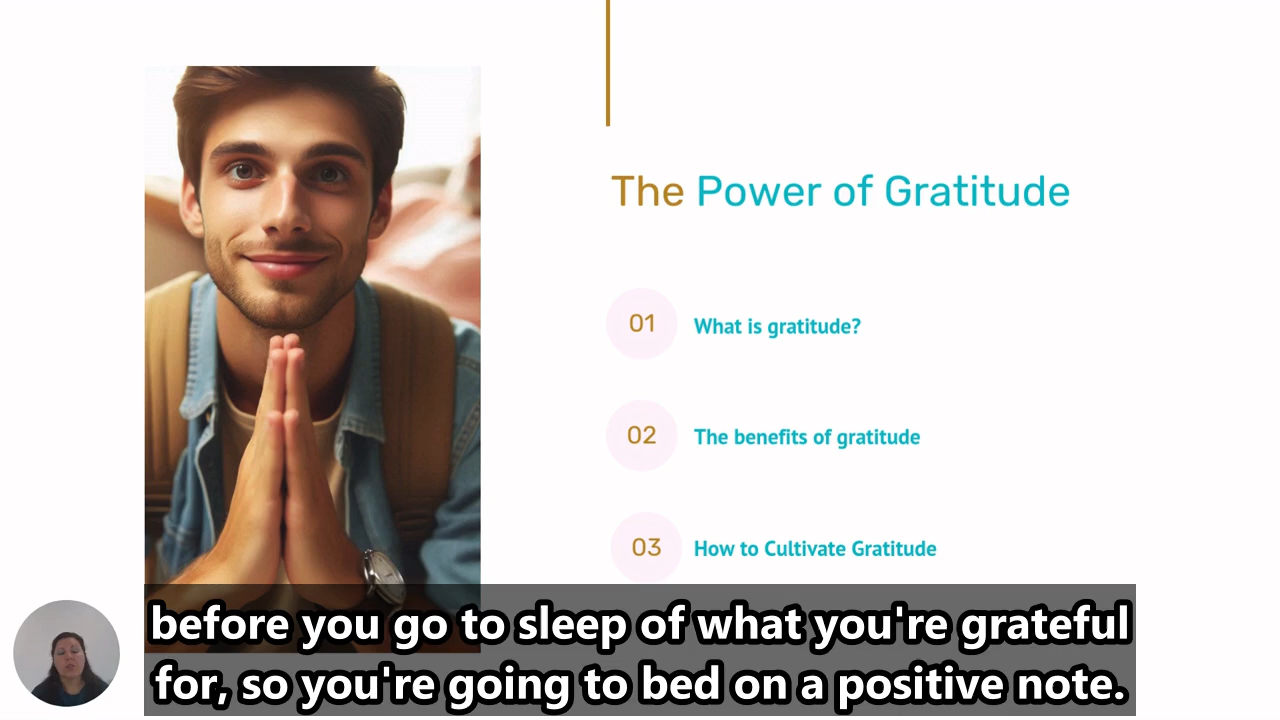 The Power of Gratitude
01
What is gratitude?
02
The benefits of gratitude
03
How to Cultivate Gratitude
before you go to sleep of what you're grateful
for, so you're going to bed on a positive note.